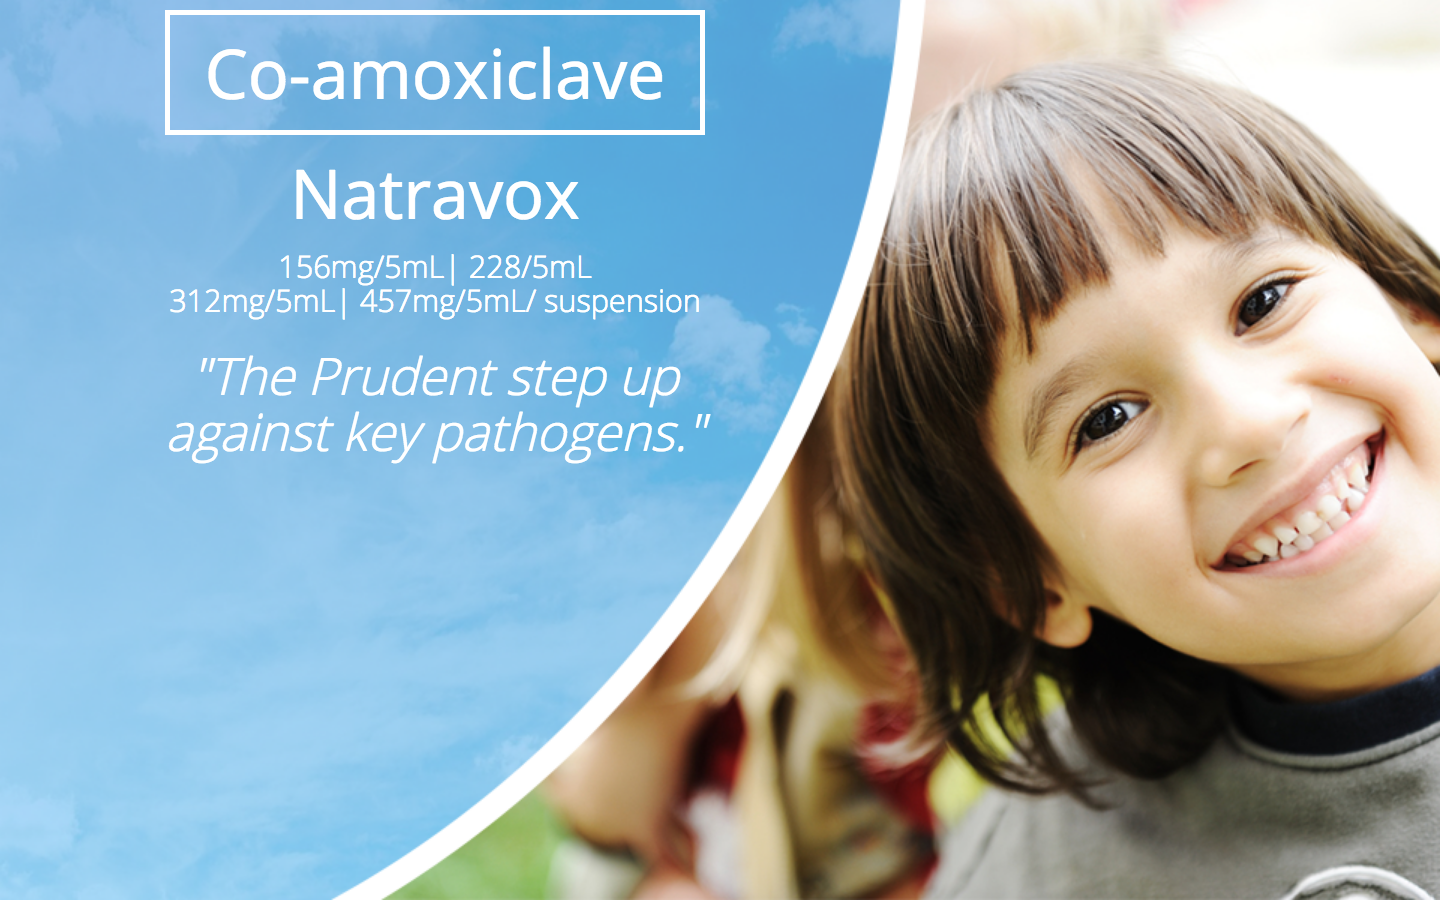 Co-amoxiclave
Natravox
156mg/5mL| 228/5mL
312mg/5mL| 457mg/5mL/ suspension
"The Prudent step up
against key pathogens."